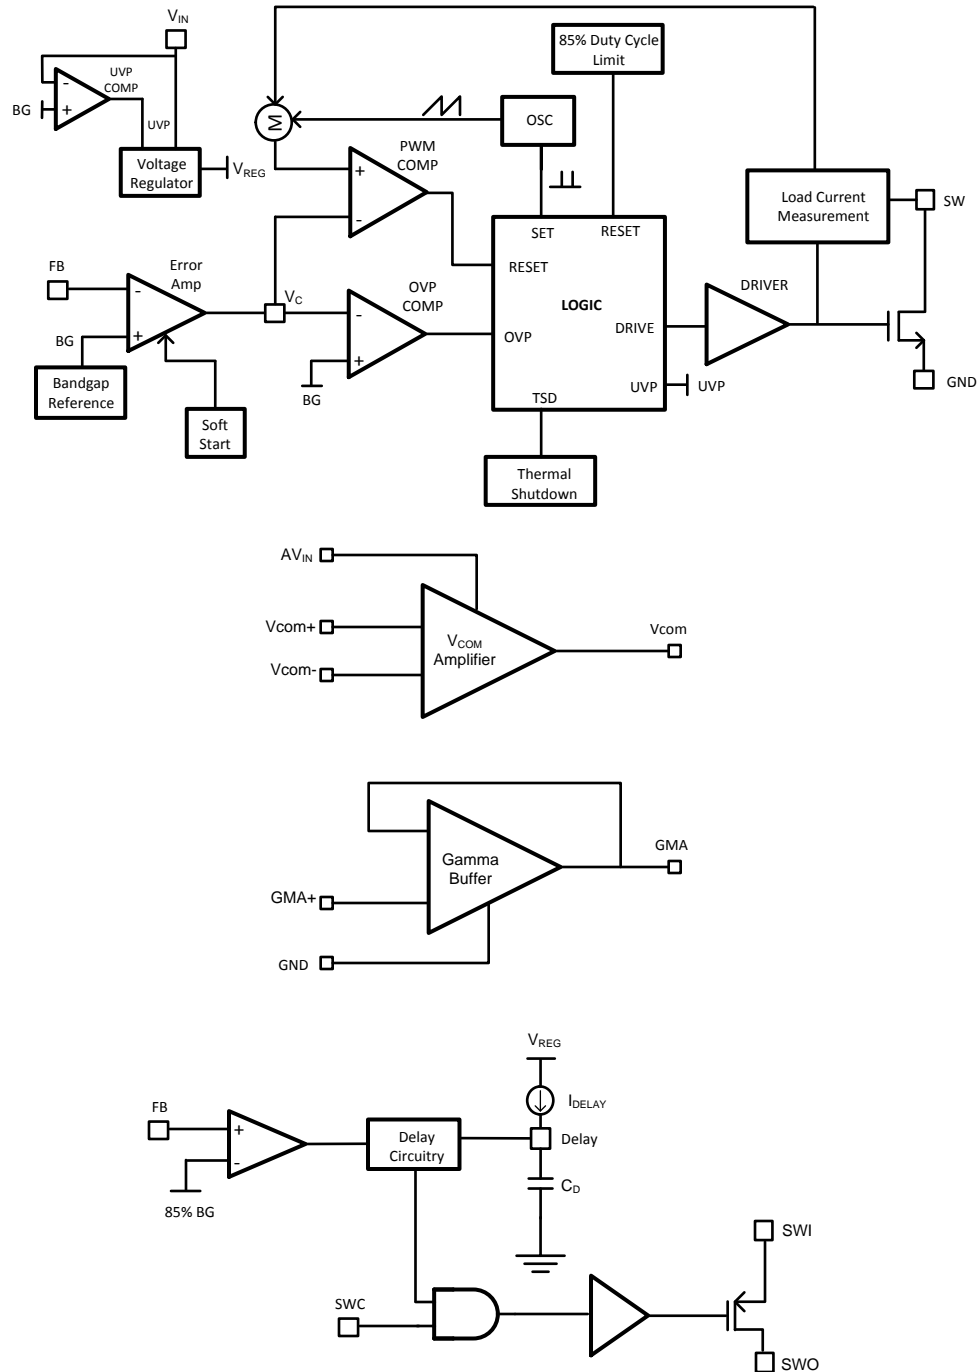 VIN
85% Duty Cycle
Limit
UVP
COMP
-
+
BG
UVP
M
OSC
Voltage
Regulator
VREG
PWM
COMP
+
-
Load Current
Measurement
SW
SET
RESET
RESET
FB
Error
Amp
-
+
VC
OVP
COMP
-
+
LOGIC
DRIVER
DRIVE
OVP
BG
Bandgap
Reference
BG
UVP
UVP
GND
TSD
Soft
Start
Thermal
Shutdown
AVIN
Vcom+
Vcom-
VCOM
Amplifier
Vcom
GMA
Gamma
Buffer
GMA+
GND
VREG
IDELAY
FB
+
-
Delay
Circuitry
Delay
CD
85% BG
SWI
SWC
SWO